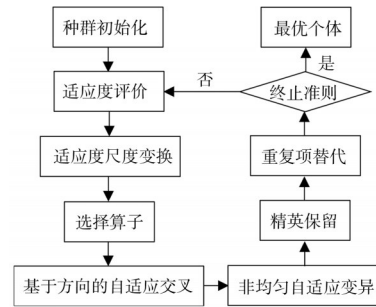 种群初始化
适应度评价
适应度尺度变换
选择算子
基于方向的自适应交叉
非均匀自适应变异
精英保留
重复项替代
终止准则
否
是
最优个体